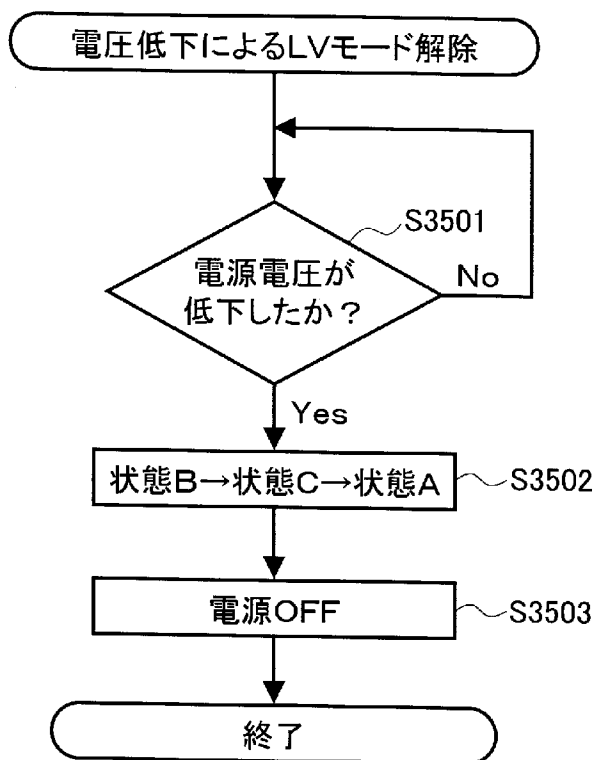 電圧低下によるLVモード解除
S3501
電源電圧が
低下したか？
No
Yes
状態B→状態C→状態A
S3502
電源OFF
S3503
終了